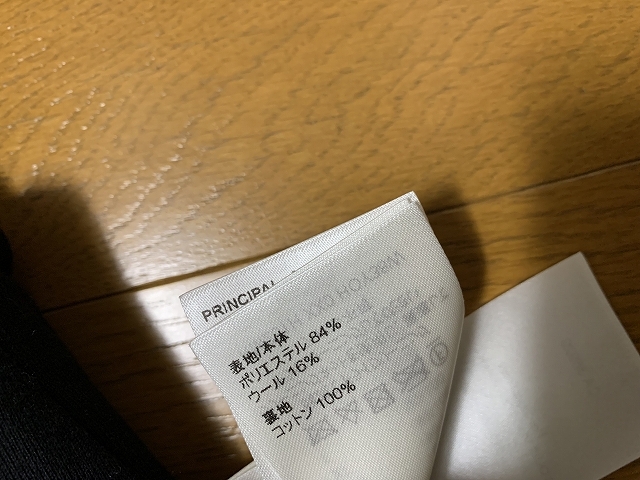 PRINCIPAL
表地/本体
ポリエステル 84%
ウール 16%
裏地
コットン 100%